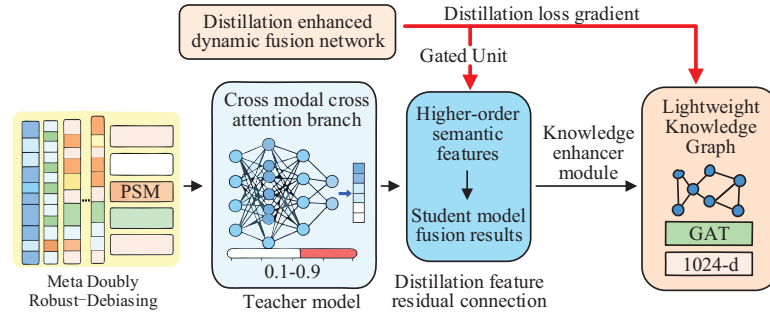 Distillation enhanced
dynamic fusion network
Distillation loss gradient
Gated Unit
PSM
...
Meta Doubly
Robust-Debiasing
Cross modal cross
attention branch
0.1-0.9
Teacher model
Higher-order
semantic
features
Student model
fusion results
Distillation feature
residual connection
Knowledge
enhancer
module
Lightweight
Knowledge
Graph
GAT
1024-d